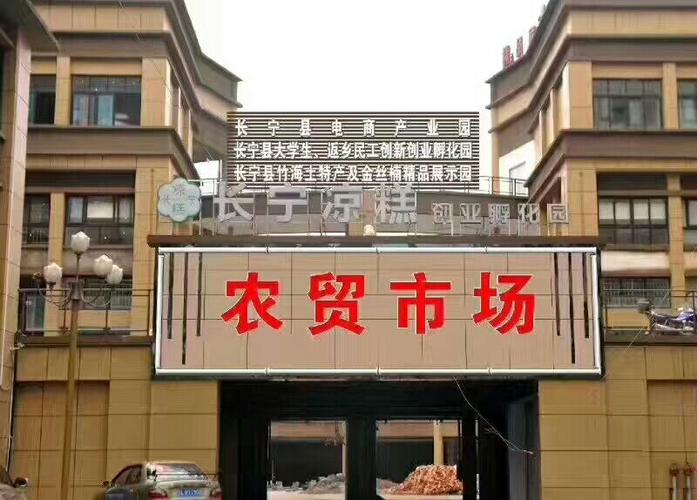 长宁县电商产业园
长宁县大学生、返乡民工创新创业孵化园
长宁县竹海土特产及金丝楠精品展示园
长宁凉糕 创业孵化园
农贸市场